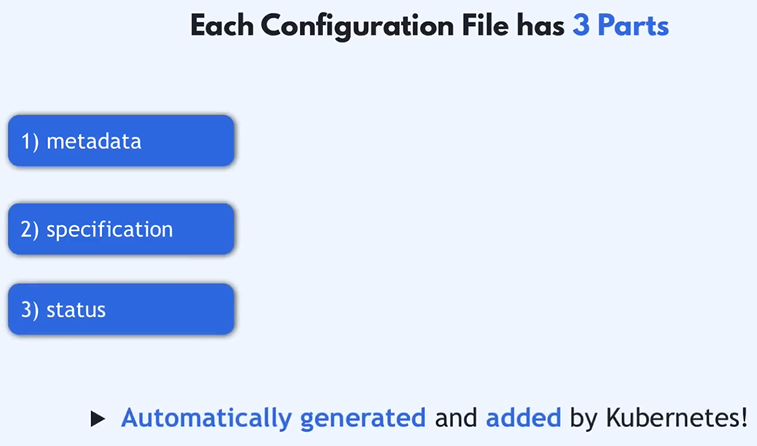 Each Configuration File has 3 Parts
1) metadata
2) specification
3) status
► Automatically generated and added by Kubernetes!